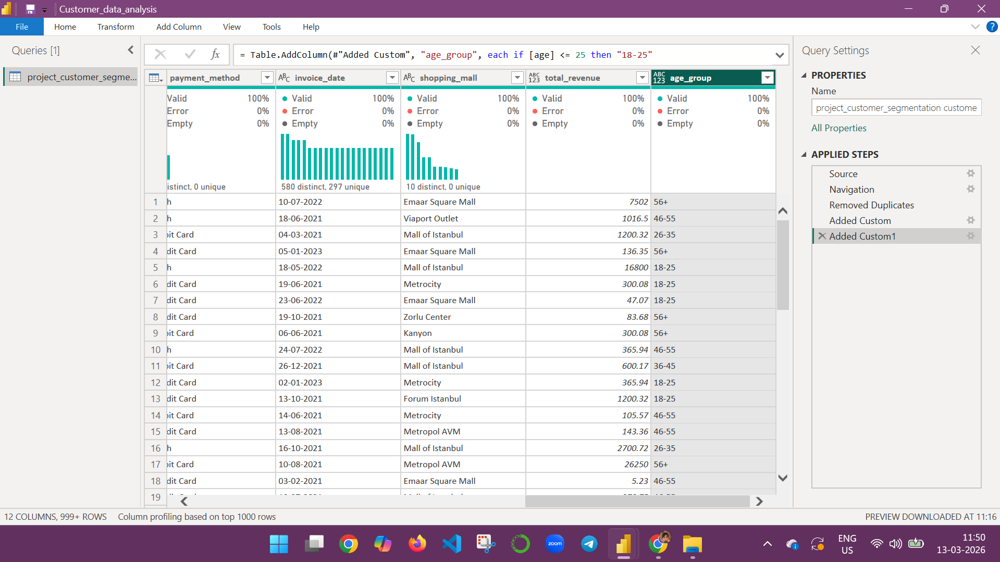 Customer_data_analysis
File Home Transform Add Column View Tools Help
Queries [1]
project_customer_segme...
fx = Table.AddColumn(#"Added Custom", "age_group", each if [age] <= 25 then "18-25"
payment_method ABC invoice_date ABC shopping_mall ABC 123 total_revenue ABC 123 age_group
Valid 100% Valid 100% Valid 100% Valid 100% Valid 100%
Error 0% Error 0% Error 0% Error 0% Error 0%
Empty 0% Empty 0% Empty 0% Empty 0% Empty 0%
istinct, 0 unique 580 distinct, 297 unique 10 distinct, 0 unique
1 h 10-07-2022 Emaar Square Mall 7502 56+
2 h 18-06-2021 Viaport Outlet 1016.5 46-55
3 it Card 04-03-2021 Mall of Istanbul 1200.32 26-35
4 dit Card 05-01-2023 Emaar Square Mall 136.35 56+
5 h 18-05-2022 Mall of Istanbul 16800 18-25
6 dit Card 19-06-2021 Metrocity 300.08 18-25
7 dit Card 23-06-2022 Emaar Square Mall 47.07 18-25
8 dit Card 19-10-2021 Zorlu Center 83.68 56+
9 it Card 06-06-2021 Kanyon 300.08 56+
10 h 24-07-2022 Mall of Istanbul 365.94 46-55
11 it Card 26-12-2021 Mall of Istanbul 600.17 36-45
12 dit Card 02-01-2023 Metrocity 365.94 18-25
13 dit Card 13-10-2021 Forum Istanbul 1200.32 18-25
14 it Card 14-06-2021 Metrocity 105.57 46-55
15 dit Card 13-08-2021 Metropol AVM 143.36 46-55
16 h 16-10-2021 Mall of Istanbul 2700.72 26-35
17 it Card 10-08-2021 Metropol AVM 26250 56+
18 dit Card 03-02-2021 Emaar Square Mall 5.23 46-55
19
Query Settings
PROPERTIES
Name
project_customer_segmentation custome
All Properties
APPLIED STEPS
Source
Navigation
Removed Duplicates
Added Custom
Added Custom1
12 COLUMNS, 999+ ROWS Column profiling based on top 1000 rows PREVIEW DOWNLOADED AT 11:16
zoom
ENG
US
11:50
13-03-2026